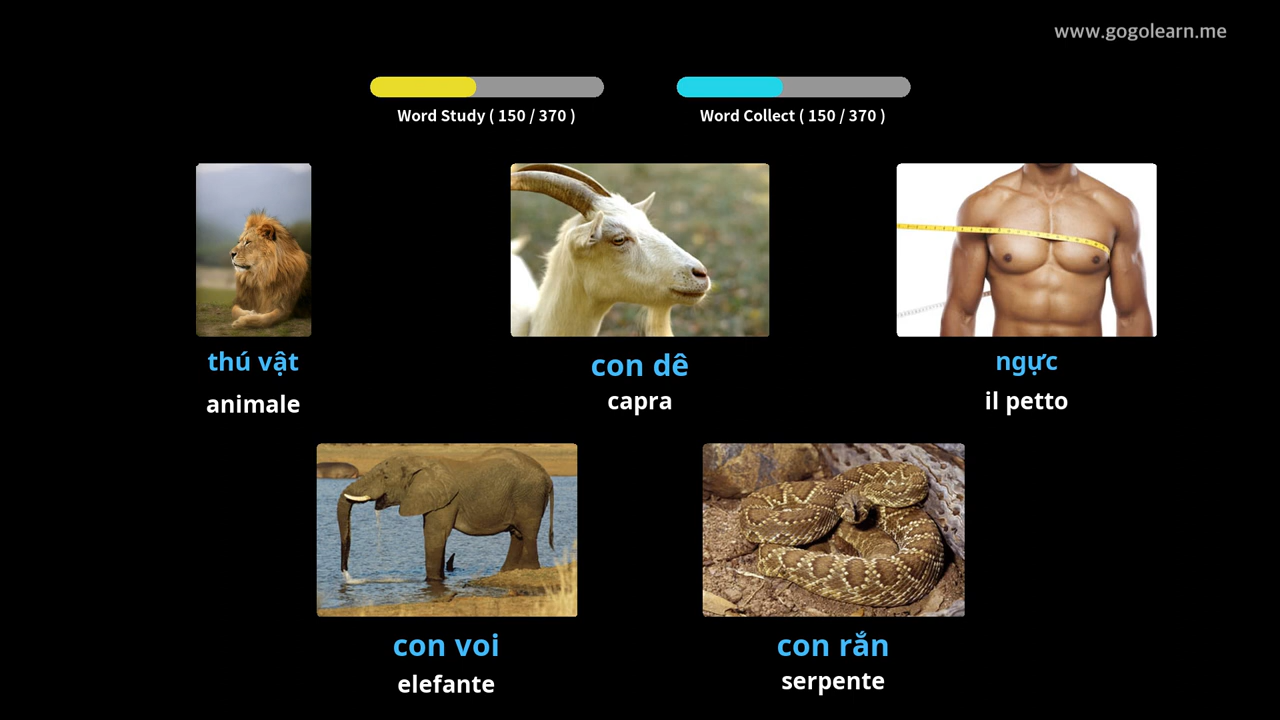 www.gogolearn.me
Word Study ( 150 / 370 )
Word Collect ( 150 / 370 )
thú vật
animale
con dê
capra
ngực
il petto
con voi
elefante
con rắn
serpente